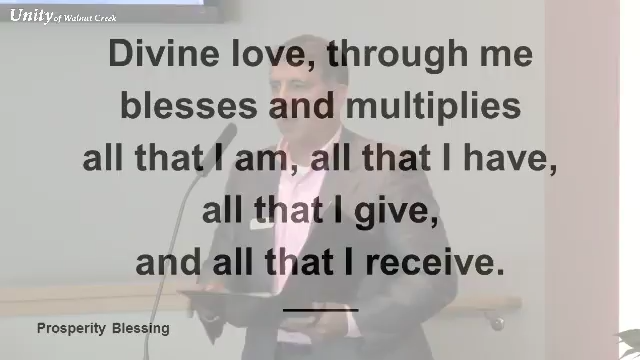 Unity of Walnut Creek
Divine love, through me
blesses and multiplies
all that I am, all that I have,
all that I give,
and all that I receive.
Prosperity Blessing